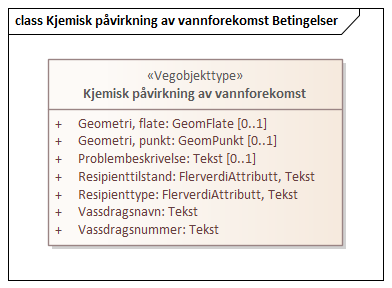 class Kjemisk påvirkning av vannforekomst Betingelser
«Vegobjekttype»
Kjemisk påvirkning av vannforekomst
+ Geometri, flate: GeomFlate [0..1]
+ Geometri, punkt: GeomPunkt [0..1]
+ Problembeskrivelse: Tekst [0..1]
+ Resipienttilstand: FlerverdiAttributt, Tekst
+ Resipienttype: FlerverdiAttributt, Tekst
+ Vassdragsnavn: Tekst
+ Vassdragsnummer: Tekst